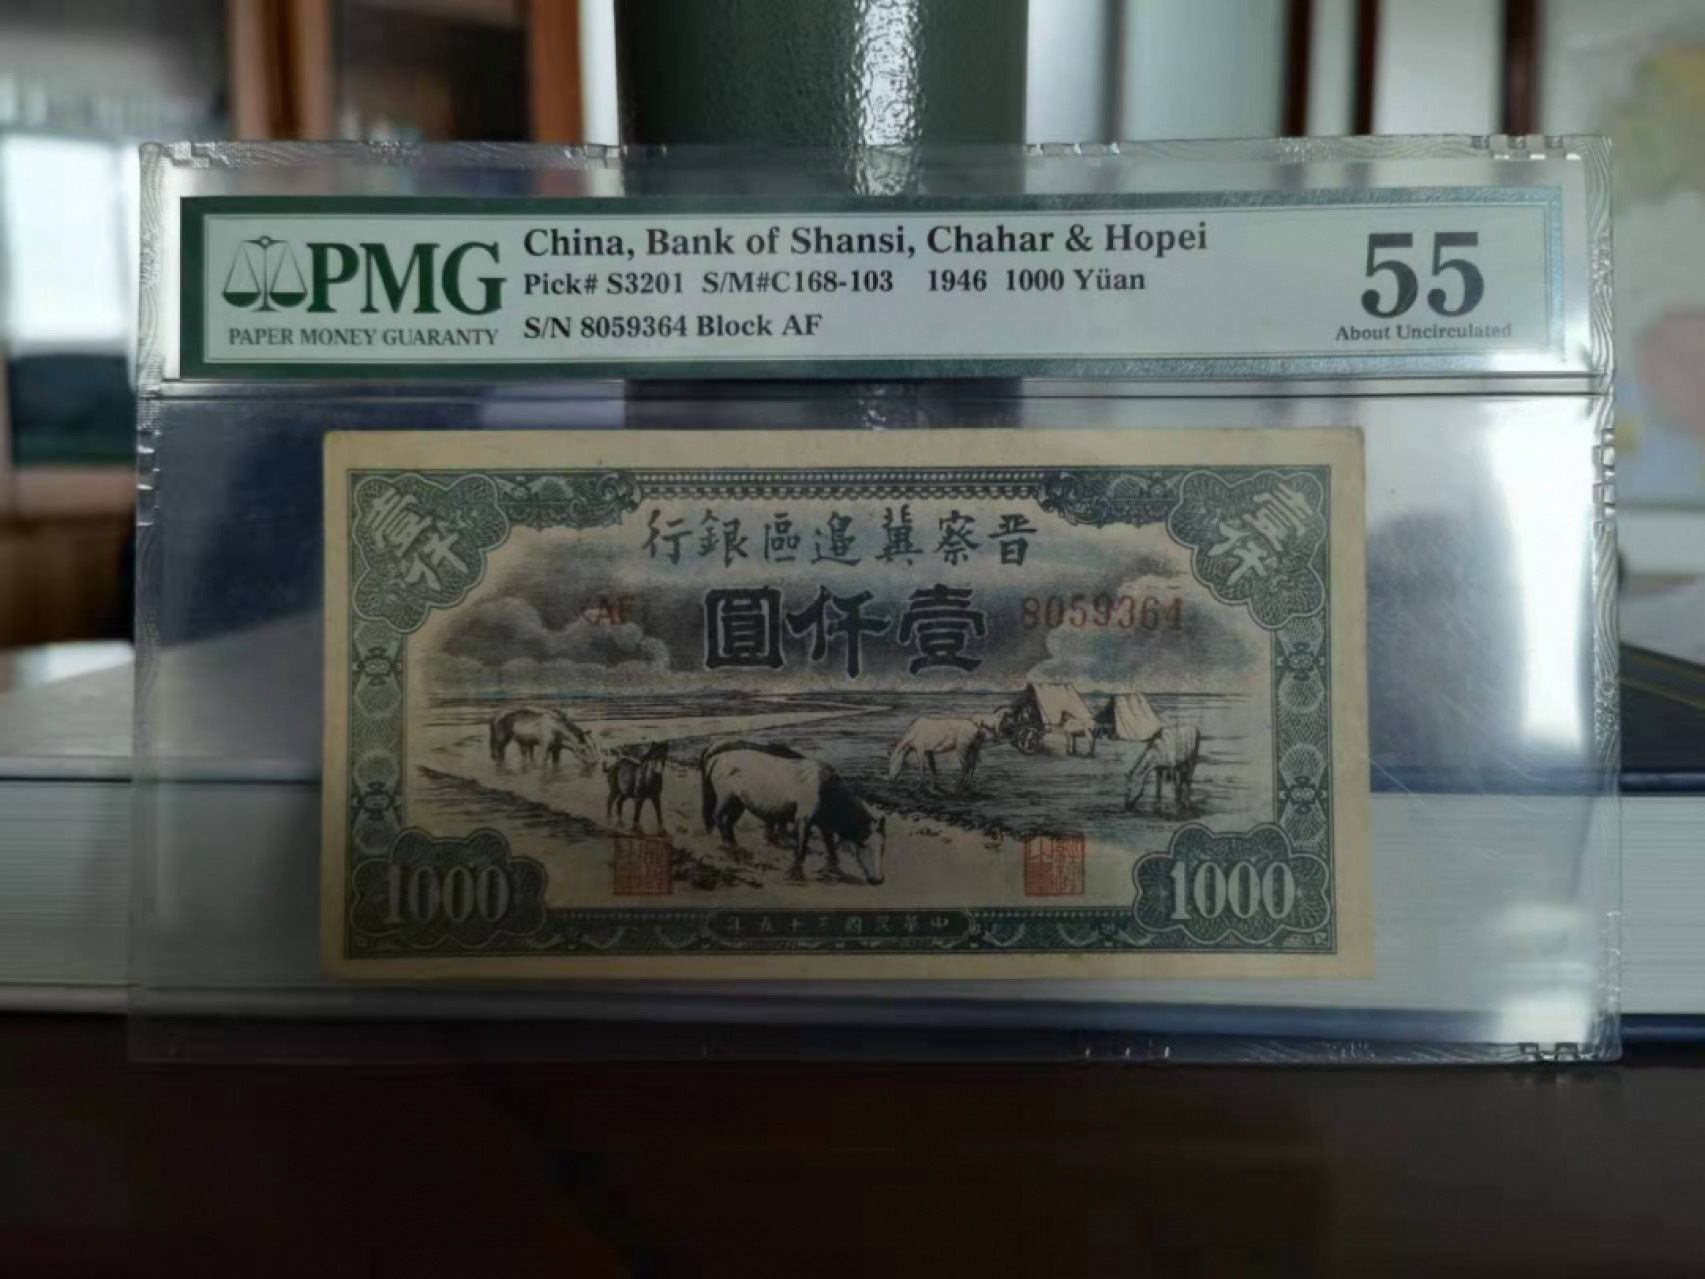 PMG
PAPER MONEY GUARANTY
China, Bank of Shansi, Chahar & Hopei
Pick# S3201 S/M#C168-103 1946 1000 Yüan
S/N 8059364 Block AF
55
About Uncirculated
壹仟
壹仟
行銀區邊冀察晋
AF
圓仟壹
8059364
1000
1000
年五十三國民華中